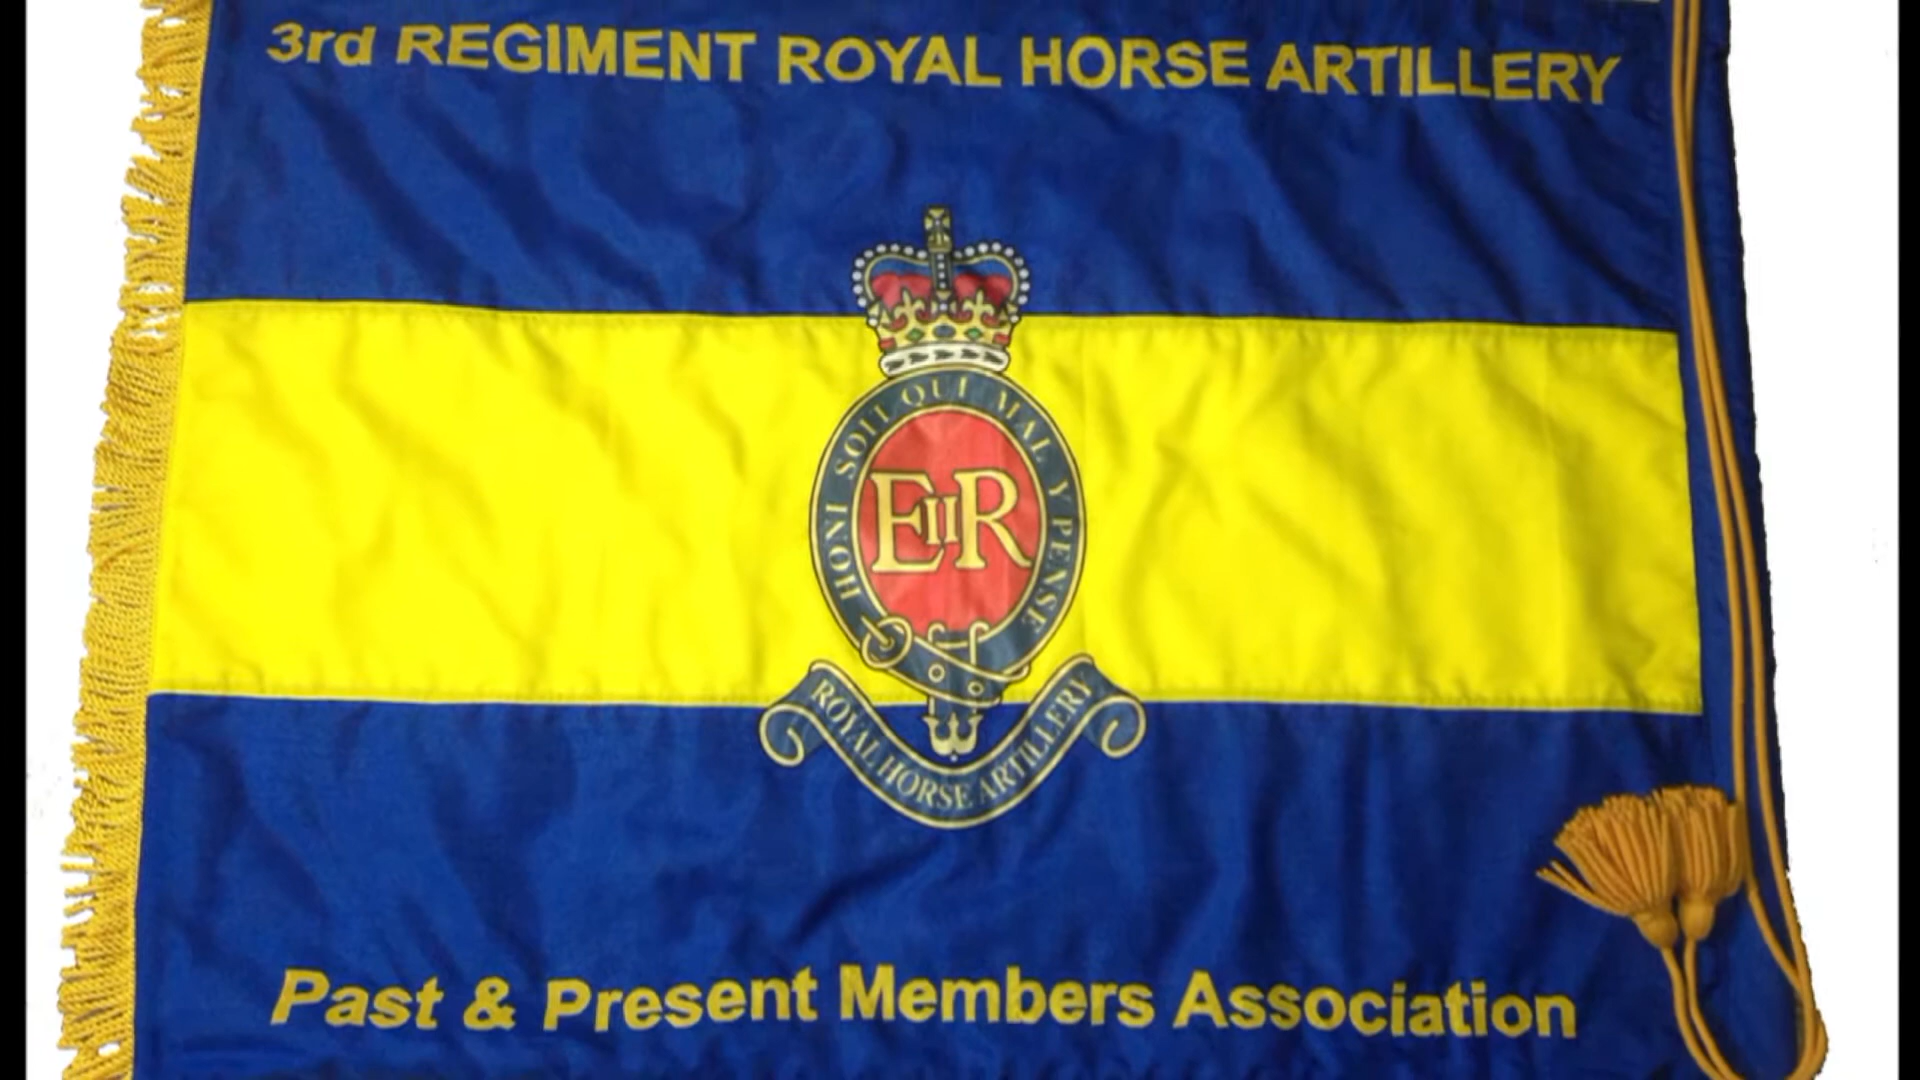 3rd REGIMENT ROYAL HORSE ARTILLERY
HONI SOIT QUI MAL Y PENSE
EIIR
ROYAL HORSE ARTILLERY
Past & Present Members Association